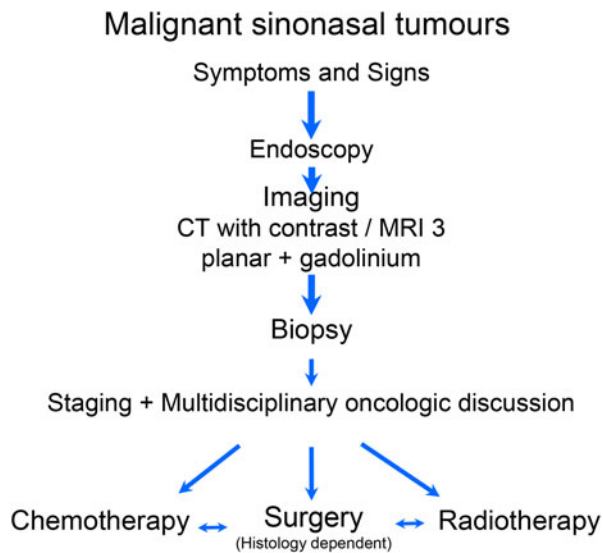 Malignant sinonasal tumours
Symptoms and Signs
Endoscopy
Imaging
CT with contrast / MRI 3
planar + gadolinium
Biopsy
Staging + Multidisciplinary oncologic discussion
Chemotherapy Surgery Radiotherapy
(Histology dependent)